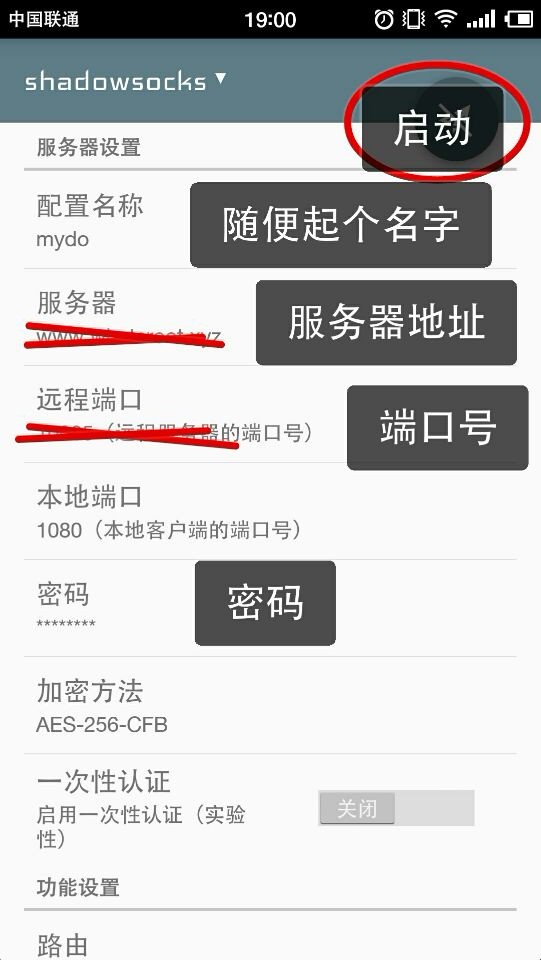 中国联通
19:00
shadowsocks
启动
服务器设置
配置名称
mydo
随便起个名字
服务器
服务器地址
远程端口
（远程服务器的端口号）
端口号
本地端口
1080（本地客户端的端口号）
密码
********
密码
加密方法
AES-256-CFB
一次性认证
启用一次性认证（实验
性）
关闭
功能设置
路由